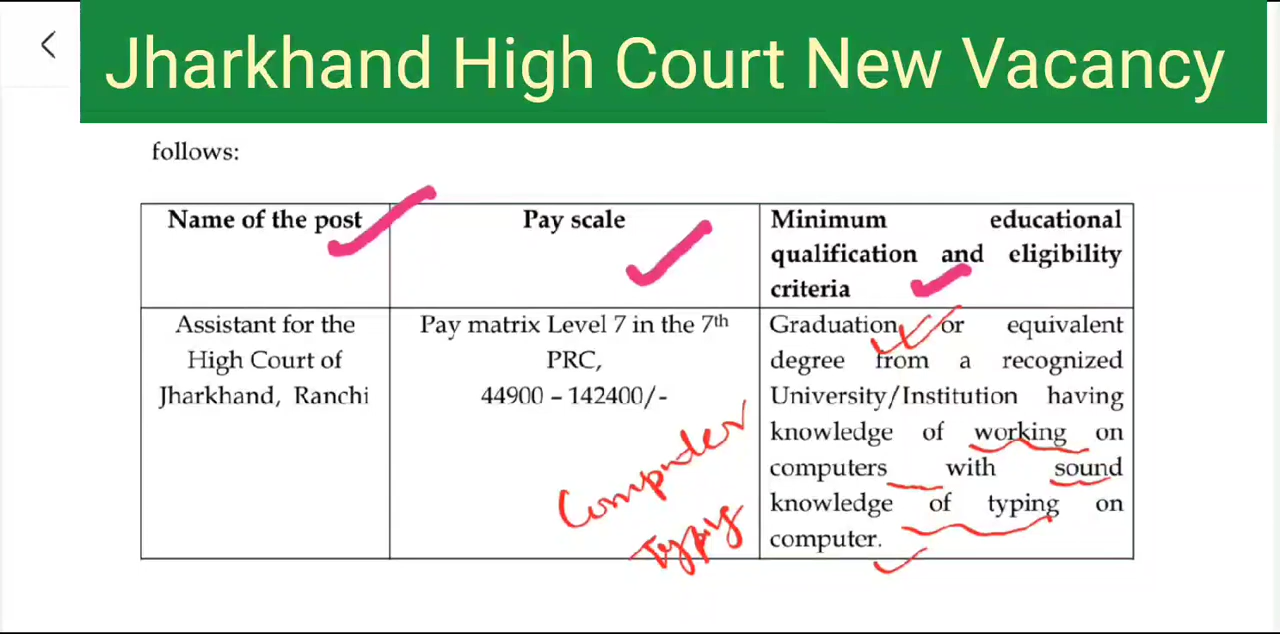 Jharkhand High Court New Vacancy
follows:
Name of the post
Pay scale
Minimum educational
qualification and eligibility
criteria
Assistant for the
High Court of
Jharkhand, Ranchi
Pay matrix Level 7 in the 7th
PRC,
44900 – 142400/-
Graduation or equivalent
degree from a recognized
University/Institution having
knowledge of working on
computers with sound
knowledge of typing on
computer.
Computer
Typing